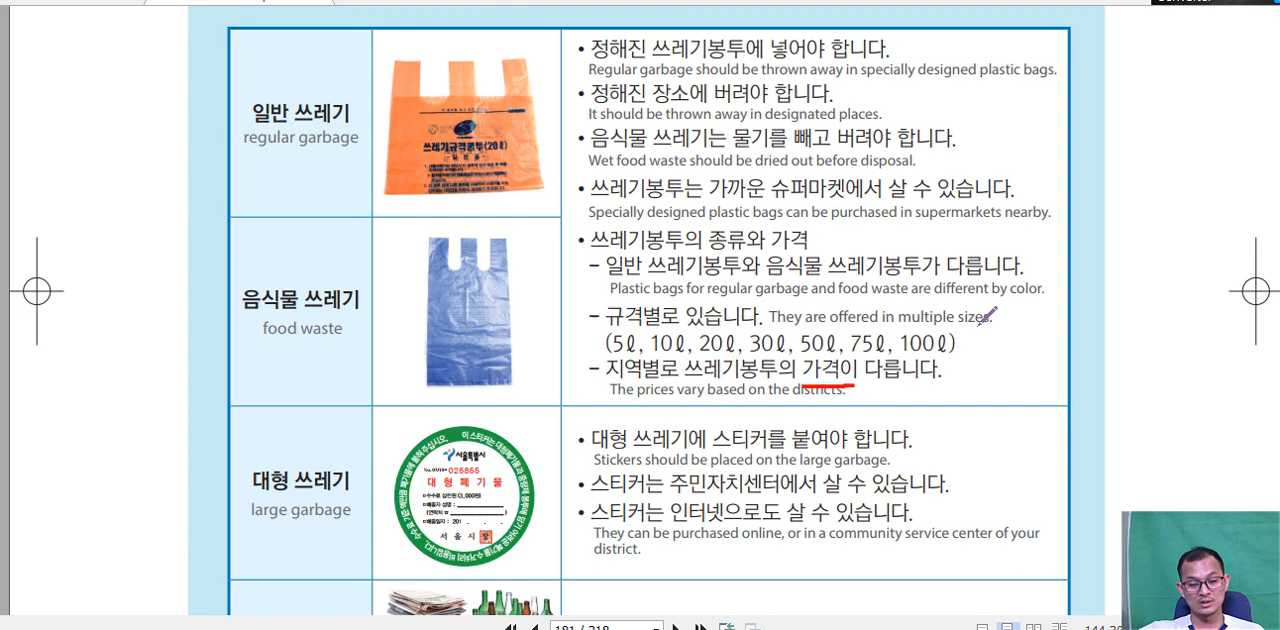 일반 쓰레기
regular garbage
쓰레기규격봉투(20ℓ)
• 정해진 쓰레기봉투에 넣어야 합니다.
Regular garbage should be thrown away in specially designed plastic bags.
• 정해진 장소에 버려야 합니다.
It should be thrown away in designated places.
• 음식물 쓰레기는 물기를 빼고 버려야 합니다.
Wet food waste should be dried out before disposal.
• 쓰레기봉투는 가까운 슈퍼마켓에서 살 수 있습니다.
Specially designed plastic bags can be purchased in supermarkets nearby.
음식물 쓰레기
food waste
• 쓰레기봉투의 종류와 가격
– 일반 쓰레기봉투와 음식물 쓰레기봉투가 다릅니다.
Plastic bags for regular garbage and food waste are different by color.
– 규격별로 있습니다. They are offered in multiple sizes.
(5ℓ, 10ℓ, 20ℓ, 30ℓ, 50ℓ, 75ℓ, 100ℓ)
– 지역별로 쓰레기봉투의 가격이 다릅니다.
The prices vary based on the districts.
대형 쓰레기
large garbage
서울특별시
025855
대 형 폐 기 물
서 울 시 장
• 대형 쓰레기에 스티커를 붙여야 합니다.
Stickers should be placed on the large garbage.
• 스티커는 주민자치센터에서 살 수 있습니다.
• 스티커는 인터넷으로도 살 수 있습니다.
They can be purchased online, or in a community service center of your
district.
181 / 218